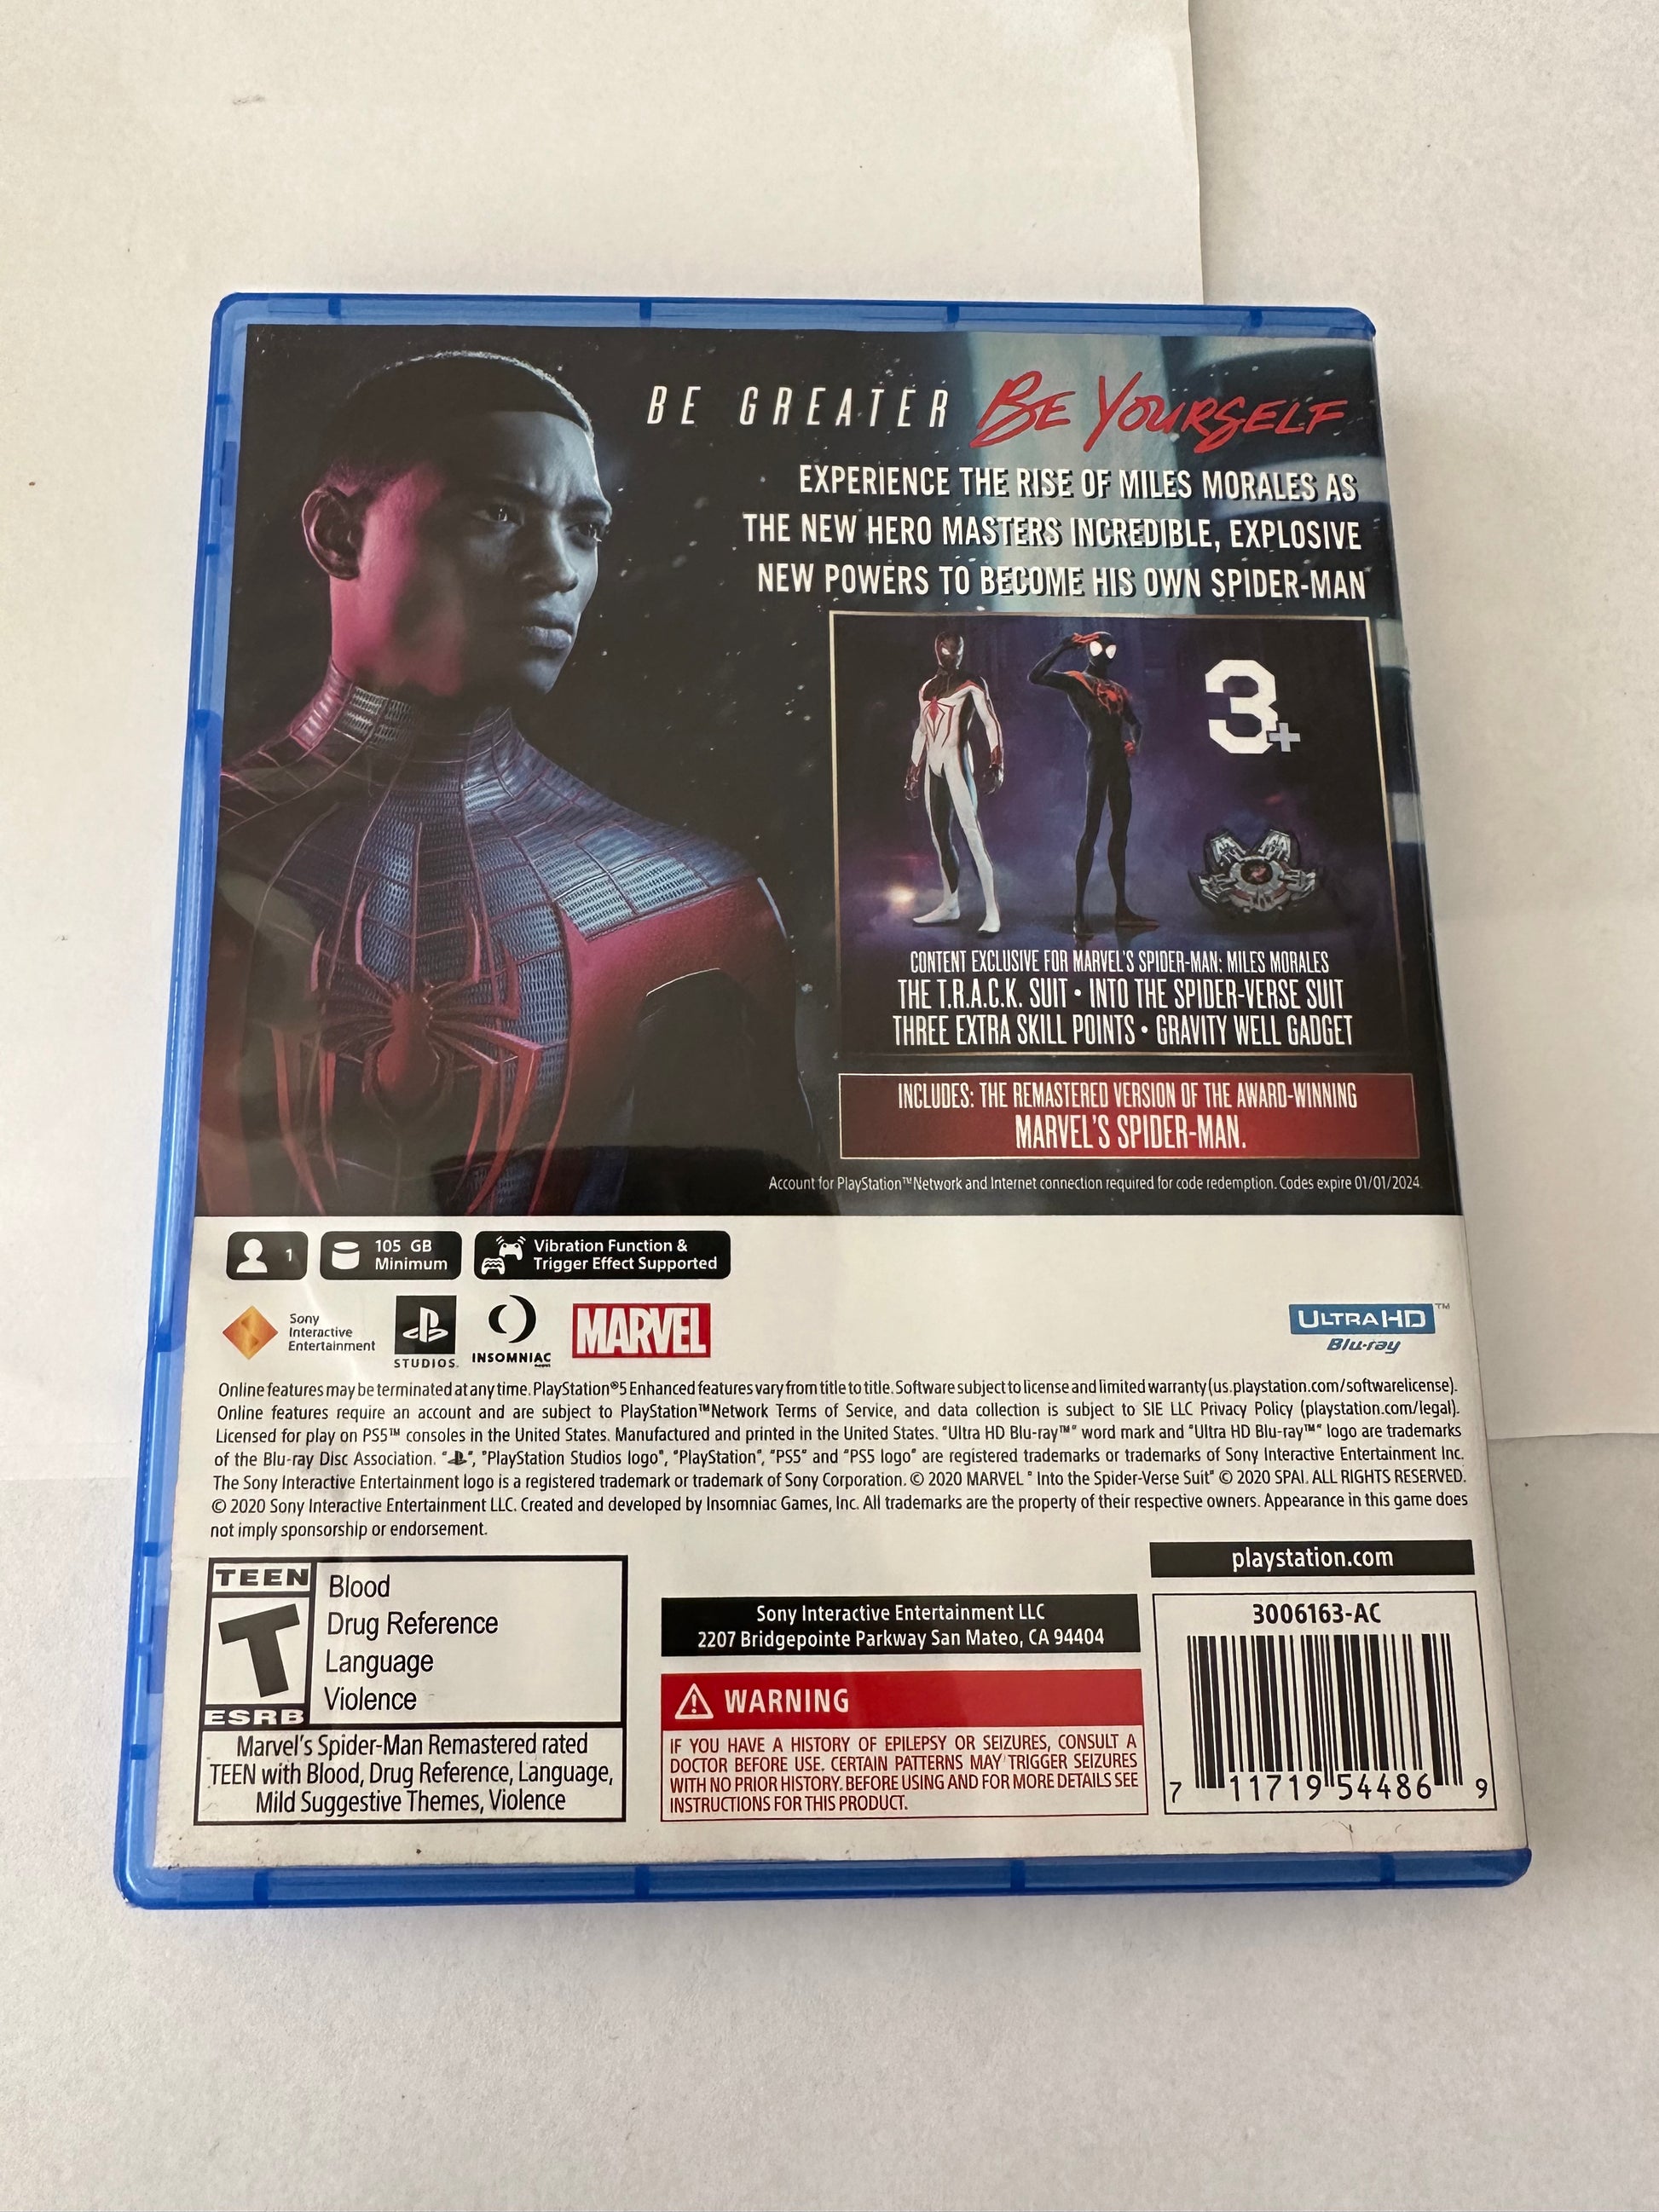 BE GREATER BE YOURSELF
EXPERIENCE THE RISE OF MILES MORALES AS
THE NEW HERO MASTERS INCREDIBLE, EXPLOSIVE
NEW POWERS TO BECOME HIS OWN SPIDER-MAN
3+
CONTENT EXCLUSIVE FOR MARVEL'S SPIDER-MAN: MILES MORALES
THE T.R.A.C.K. SUIT • INTO THE SPIDER-VERSE SUIT
THREE EXTRA SKILL POINTS • GRAVITY WELL GADGET
INCLUDES: THE REMASTERED VERSION OF THE AWARD-WINNING
MARVEL'S SPIDER-MAN.
Account for PlayStation™Network and Internet connection required for code redemption. Codes expire 01/01/2024.
1
105 GB
Minimum
Vibration Function &
Trigger Effect Supported
Sony
Interactive
Entertainment
STUDIOS.
INSOMNIAC
MARVEL
ULTRA HD™
Blu-ray
Online features may be terminated at any time. PlayStation®5 Enhanced features vary from title to title. Software subject to license and limited warranty (us.playstation.com/softwarelicense).
Online features require an account and are subject to PlayStation™Network Terms of Service, and data collection is subject to SIE LLC Privacy Policy (playstation.com/legal).
Licensed for play on PS5™ consoles in the United States. Manufactured and printed in the United States. "Ultra HD Blu-ray™" word mark and "Ultra HD Blu-ray™" logo are trademarks
of the Blu-ray Disc Association. "", "PlayStation Studios logo", "PlayStation", "PS5" and "PS5 logo" are registered trademarks or trademarks of Sony Interactive Entertainment Inc.
The Sony Interactive Entertainment logo is a registered trademark or trademark of Sony Corporation. © 2020 MARVEL " Into the Spider-Verse Suit" © 2020 SPAI. ALL RIGHTS RESERVED.
© 2020 Sony Interactive Entertainment LLC. Created and developed by Insomniac Games, Inc. All trademarks are the property of their respective owners. Appearance in this game does
not imply sponsorship or endorsement.
TEEN
T
ESRB
Blood
Drug Reference
Language
Violence
Marvel's Spider-Man Remastered rated
TEEN with Blood, Drug Reference, Language,
Mild Suggestive Themes, Violence
Sony Interactive Entertainment LLC
2207 Bridgepointe Parkway San Mateo, CA 94404
WARNING
IF YOU HAVE A HISTORY OF EPILEPSY OR SEIZURES, CONSULT A
DOCTOR BEFORE USE. CERTAIN PATTERNS MAY TRIGGER SEIZURES
WITH NO PRIOR HISTORY. BEFORE USING AND FOR MORE DETAILS SEE
INSTRUCTIONS FOR THIS PRODUCT.
playstation.com
3006163-AC
7 11719 54486 9